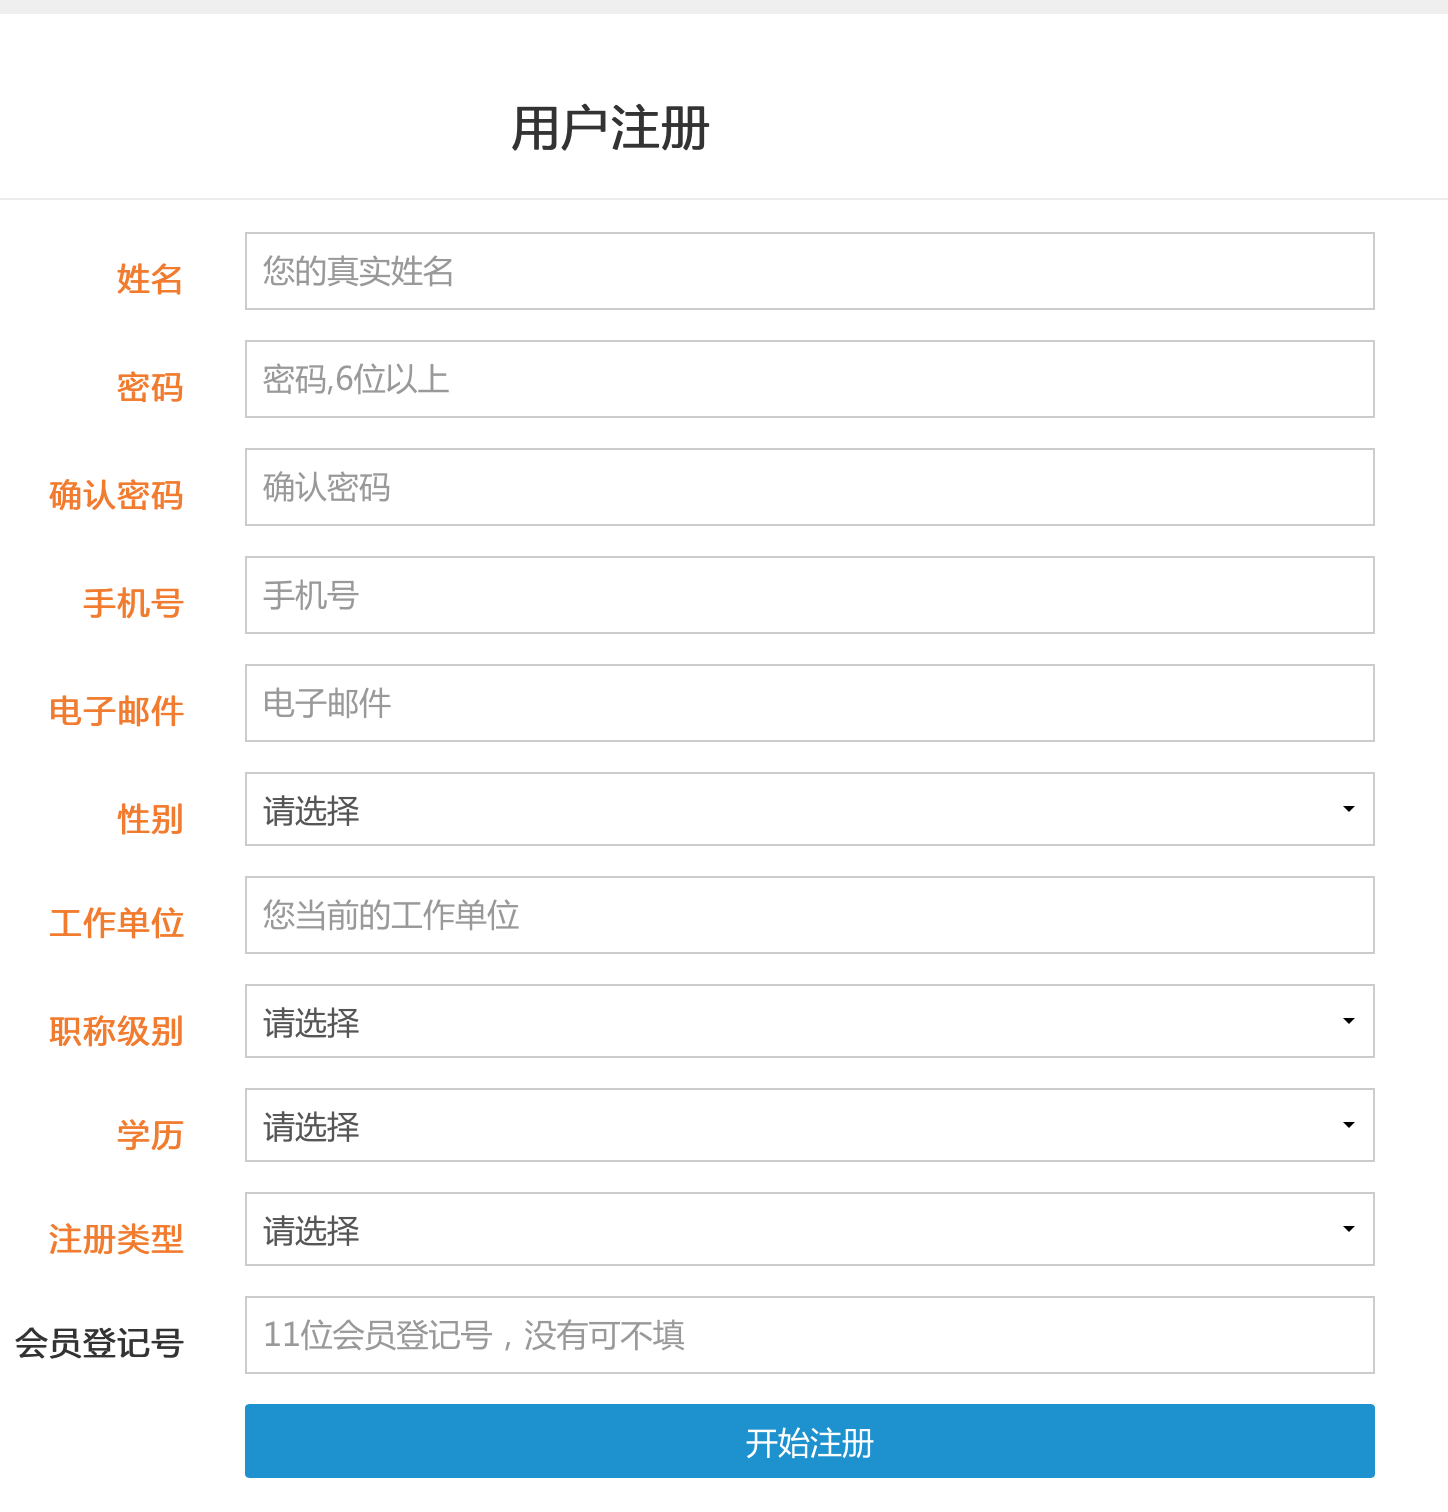 用户注册
姓名
您的真实姓名
密码
密码,6位以上
确认密码
确认密码
手机号
手机号
电子邮件
电子邮件
性别
请选择
工作单位
您当前的工作单位
职称级别
请选择
学历
请选择
注册类型
请选择
会员登记号
11位会员登记号，没有可不填
开始注册